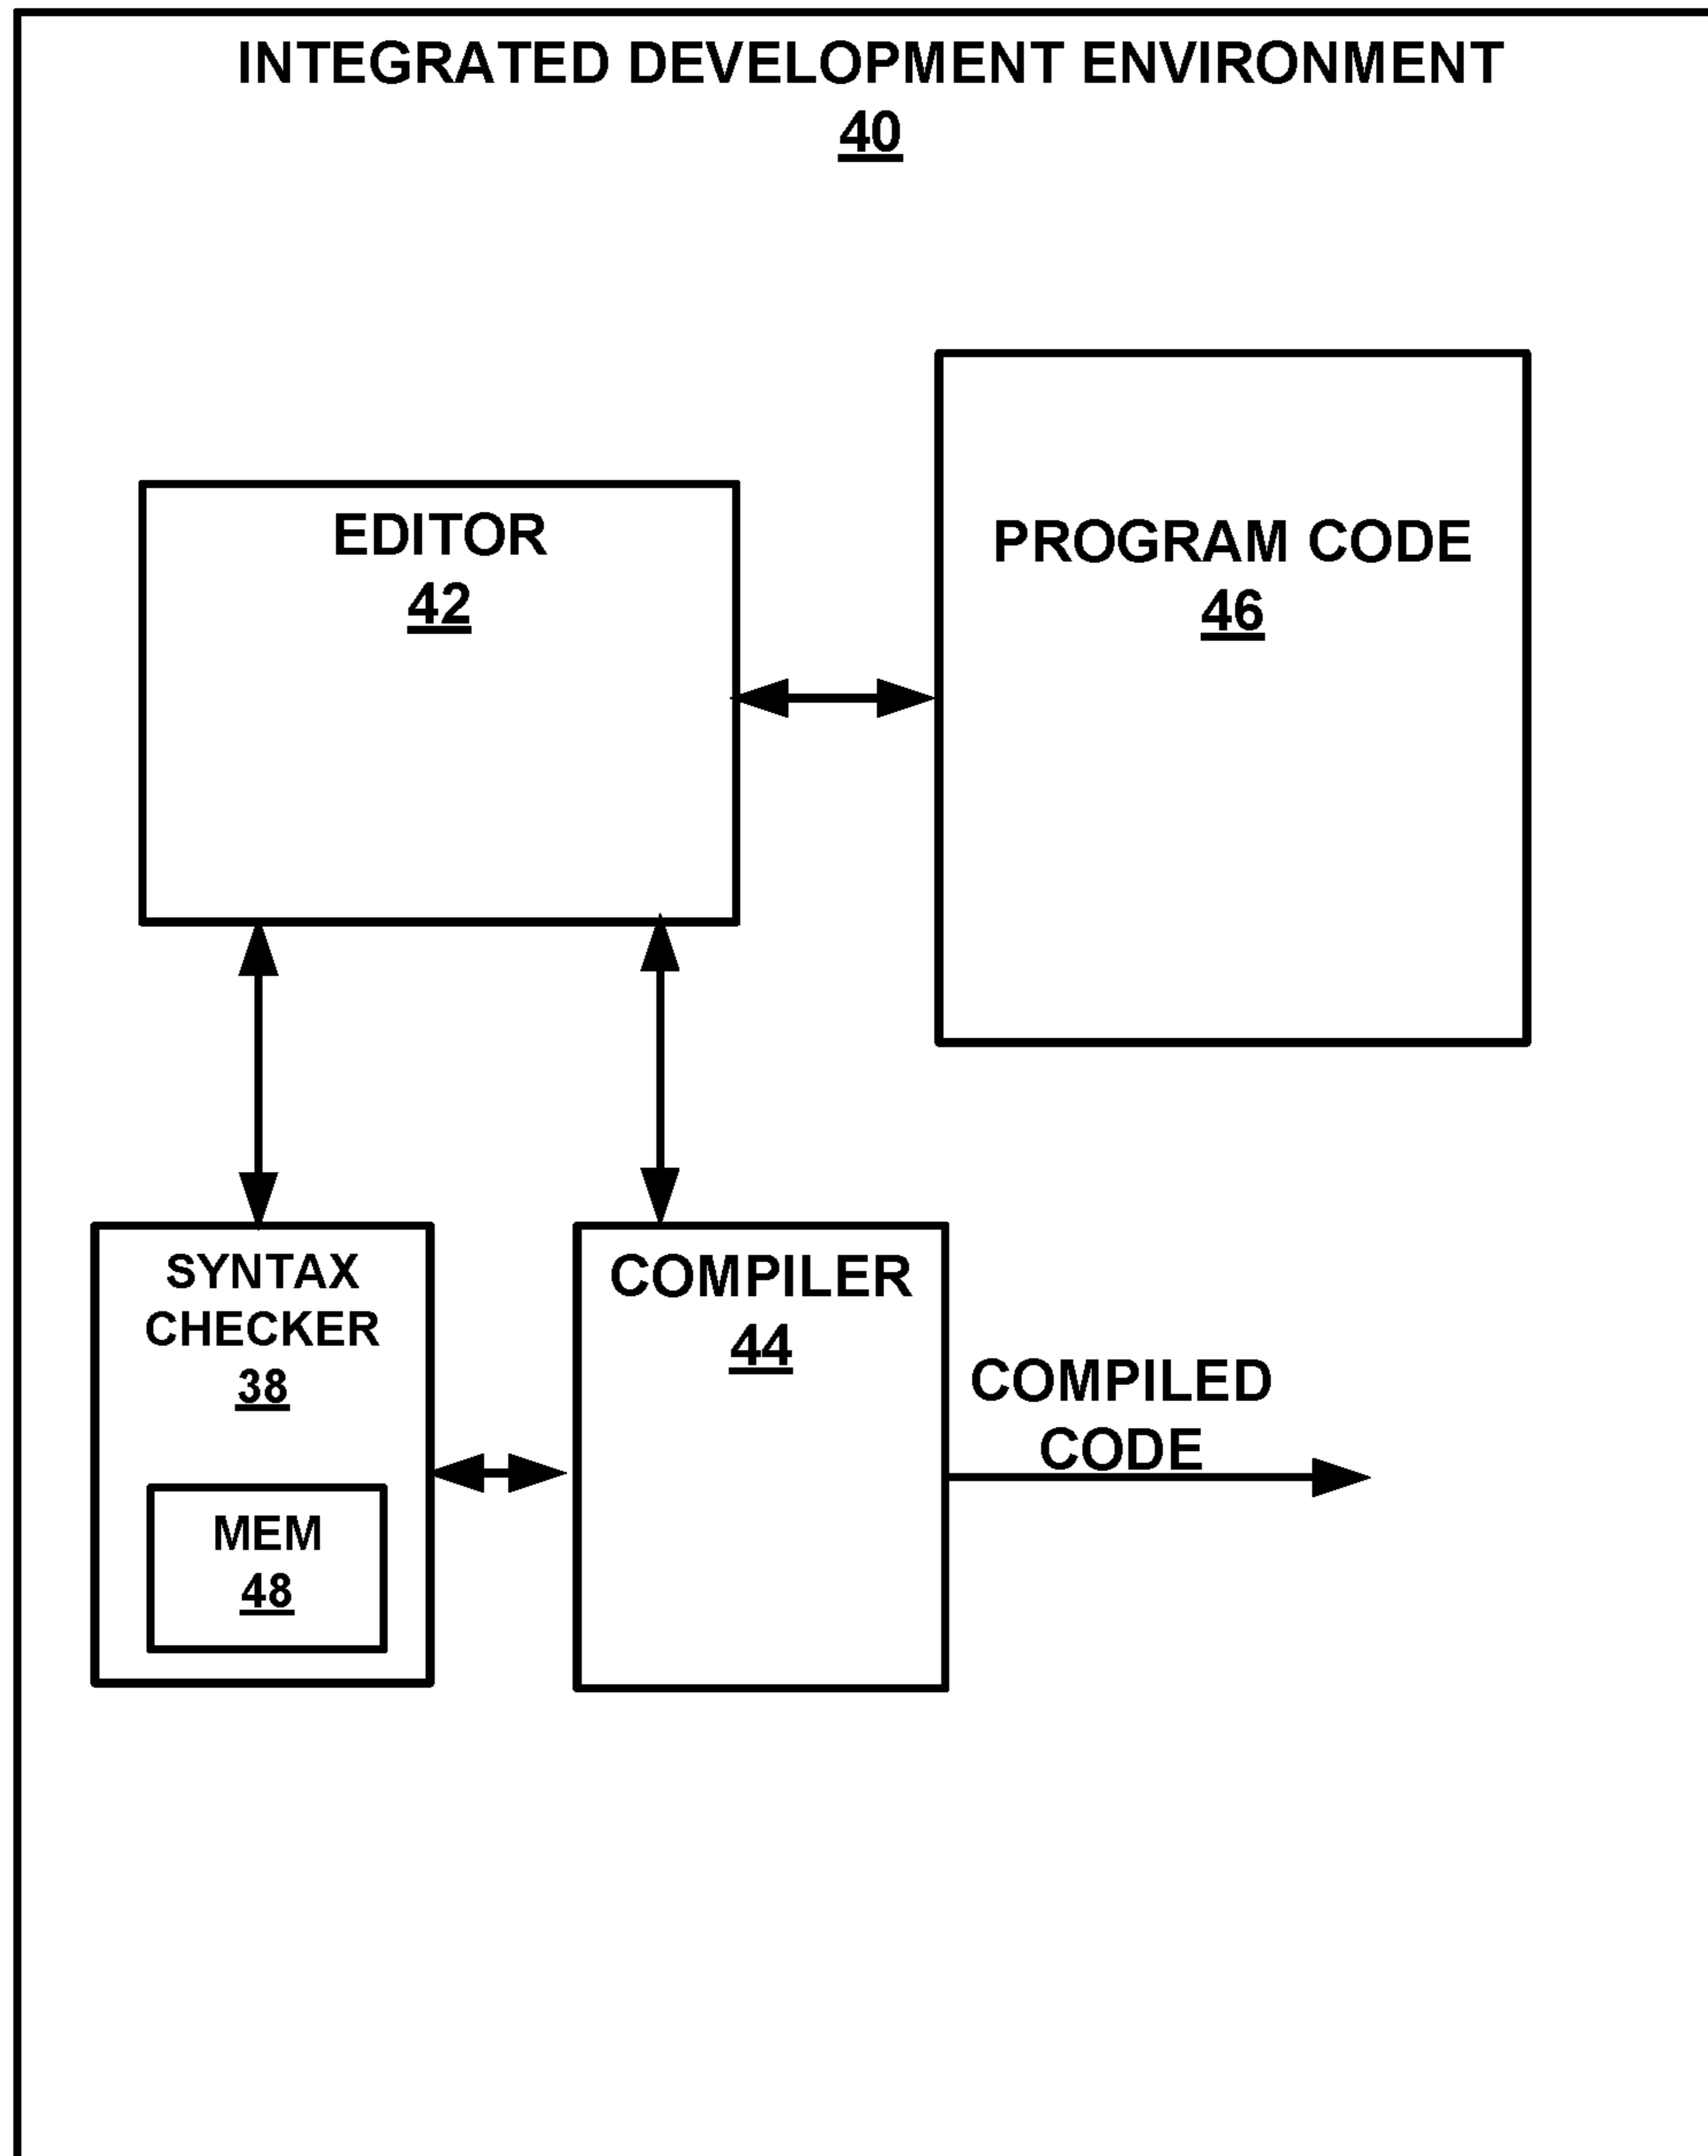 INTEGRATED DEVELOPMENT ENVIRONMENT
40
EDITOR
42
PROGRAM CODE
46
SYNTAX
CHECKER
38
MEM
48
COMPILER
44
COMPILED
CODE